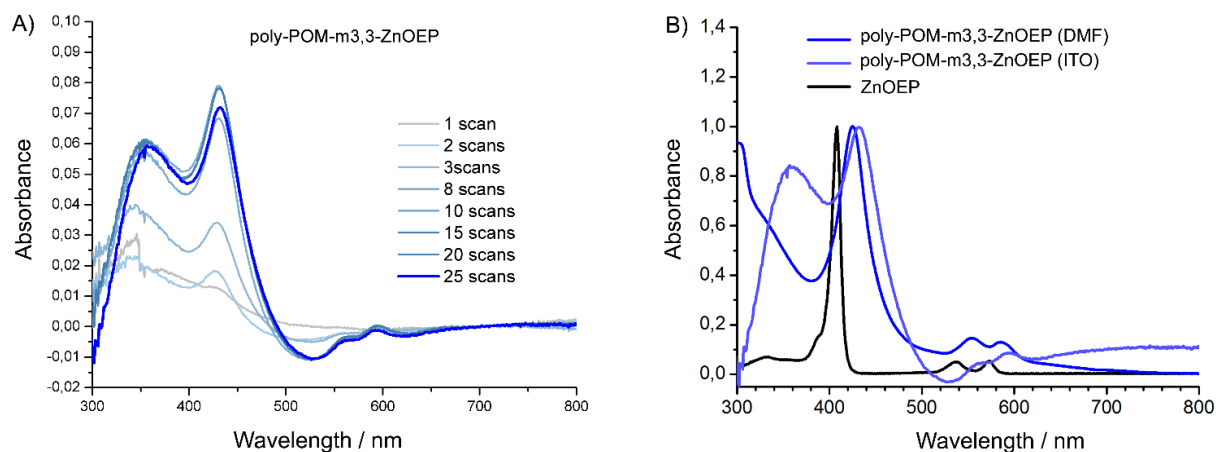 A)
poly-POM-m3,3-ZnOEP
0,10
0,09
0,08
0,07
0,06
0,05
0,04
0,03
0,02
0,01
0,00
-0,01
-0,02
Absorbance
1 scan
2 scans
3scans
8 scans
10 scans
15 scans
20 scans
25 scans
300 400 500 600 700 800
Wavelength / nm
B)
poly-POM-m3,3-ZnOEP (DMF)
poly-POM-m3,3-ZnOEP (ITO)
ZnOEP
1,4
1,2
1,0
0,8
0,6
0,4
0,2
0,0
Absorbance
300 400 500 600 700 800
Wavelength / nm